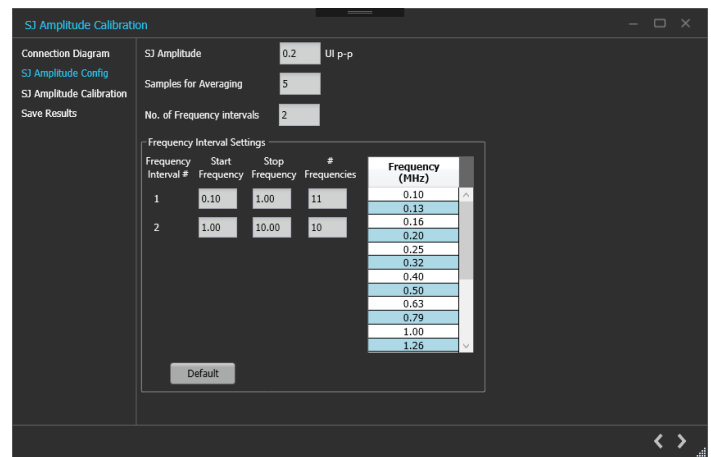 SJ Amplitude Calibration
Connection Diagram
SJ Amplitude Config
SJ Amplitude Calibration
Save Results
SJ Amplitude 0.2 UI p-p
Samples for Averaging 5
No. of Frequency intervals 2
Frequency Interval Settings
Frequency Start Stop #
Interval # Frequency Frequency Frequencies
1 0.10 1.00 11
2 1.00 10.00 10
Frequency
(MHz)
0.10
0.13
0.16
0.20
0.25
0.32
0.40
0.50
0.63
0.79
1.00
1.26
Default